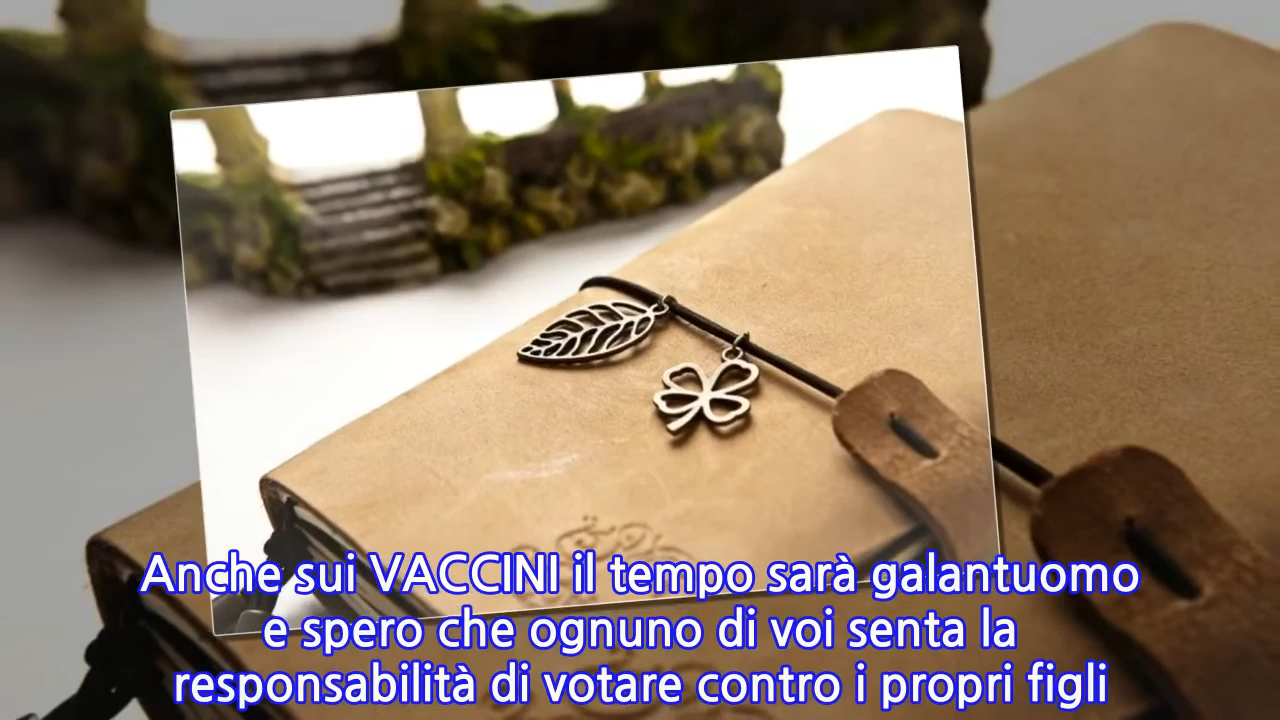 Anche sui VACCINI il tempo sarà galantuomo
e spero che ognuno di voi senta la
responsabilità di votare contro i propri figli